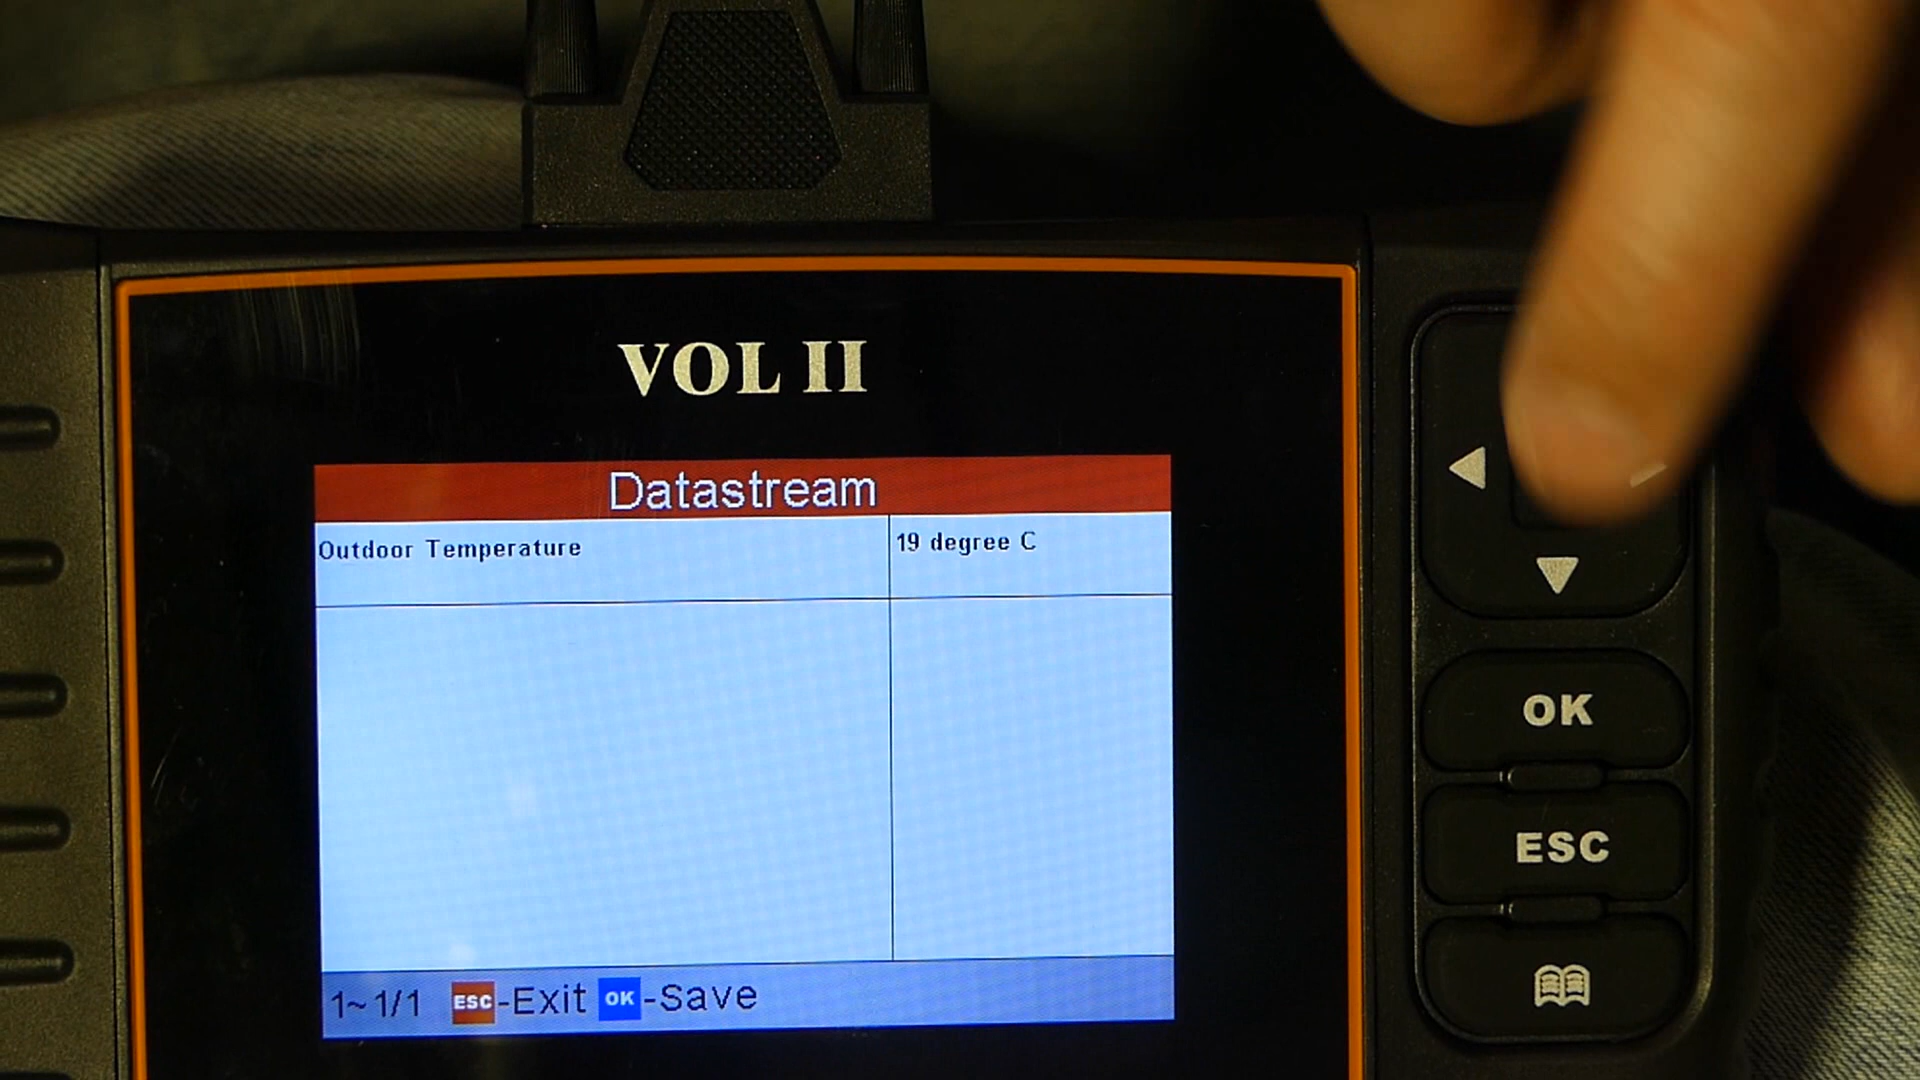 VOL II
Datastream
Outdoor Temperature 19 degree C
1~1/1 ESC-Exit OK-Save
OK
ESC